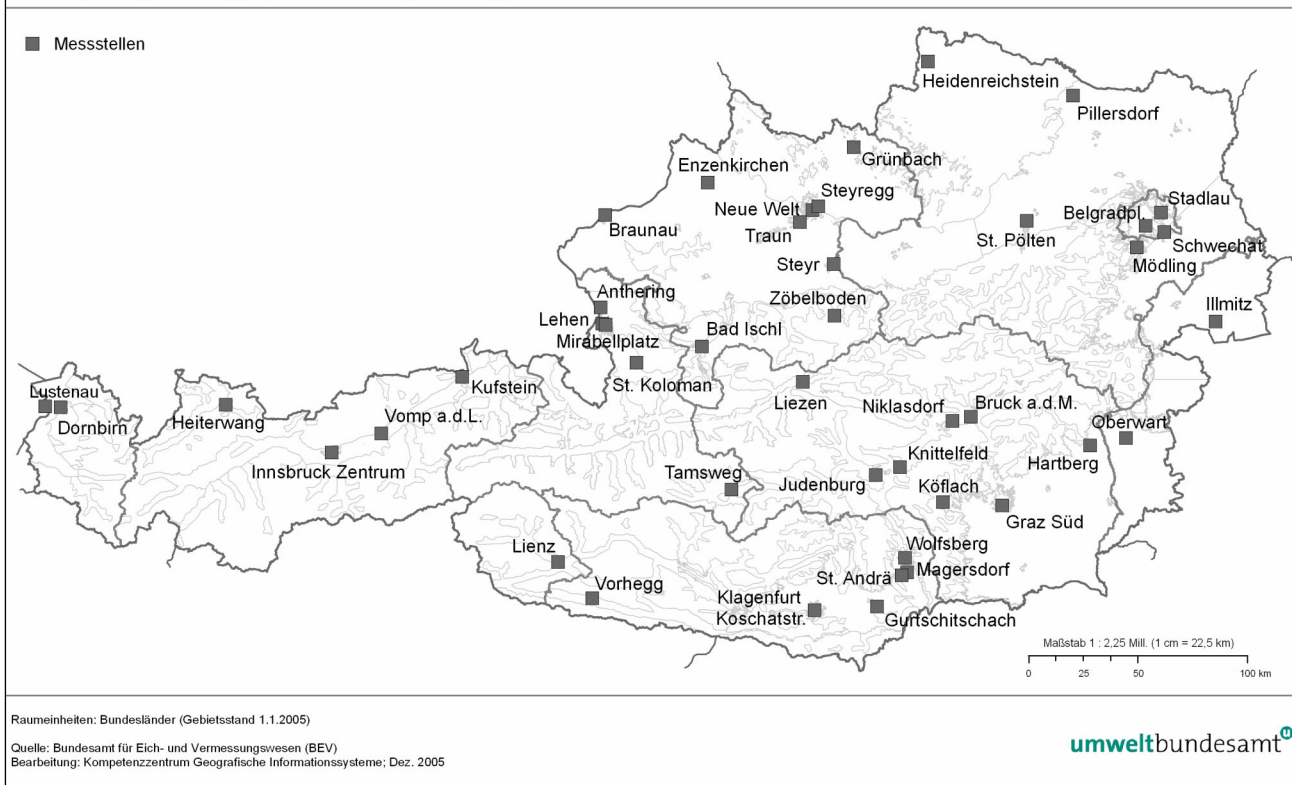 Messstellen
Heidenreichstein
Pillersdorf
Grünbach
Enzenkirchen
Steyregg
Neue Welt
Stadlau
Belgradpl.
Braunau
Traun
St. Pölten
Schwechat
Steyr
Mödling
Anthering
Zöbelboden
Illmitz
Lehen
Bad Ischl
Mirabellplatz
Kufstein
St. Koloman
Lustenau
Liezen
Niklasdorf
Bruck a.d.M.
Dornbirn
Heiterwang
Vomp a.d.L.
Oberwart
Innsbruck Zentrum
Knittelfeld
Hartberg
Tamsweg
Judenburg
Köflach
Graz Süd
Lienz
Wolfsberg
St. Andrä
Magersdorf
Vorhegg
Klagenfurt
Koschatstr.
Gurtschitschach
Maßstab 1 : 2,25 Mill. (1 cm = 22,5 km)
0 25 50 100 km
Raumeinheiten: Bundesländer (Gebietsstand 1.1.2005)
Quelle: Bundesamt für Eich- und Vermessungswesen (BEV)
Bearbeitung: Kompetenzzentrum Geografische Informationssysteme; Dez. 2005
umweltbundesamt u